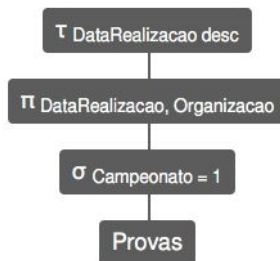 τ DataRealizacao desc
π DataRealizacao, Organizacao
σ Campeonato = 1
Provas